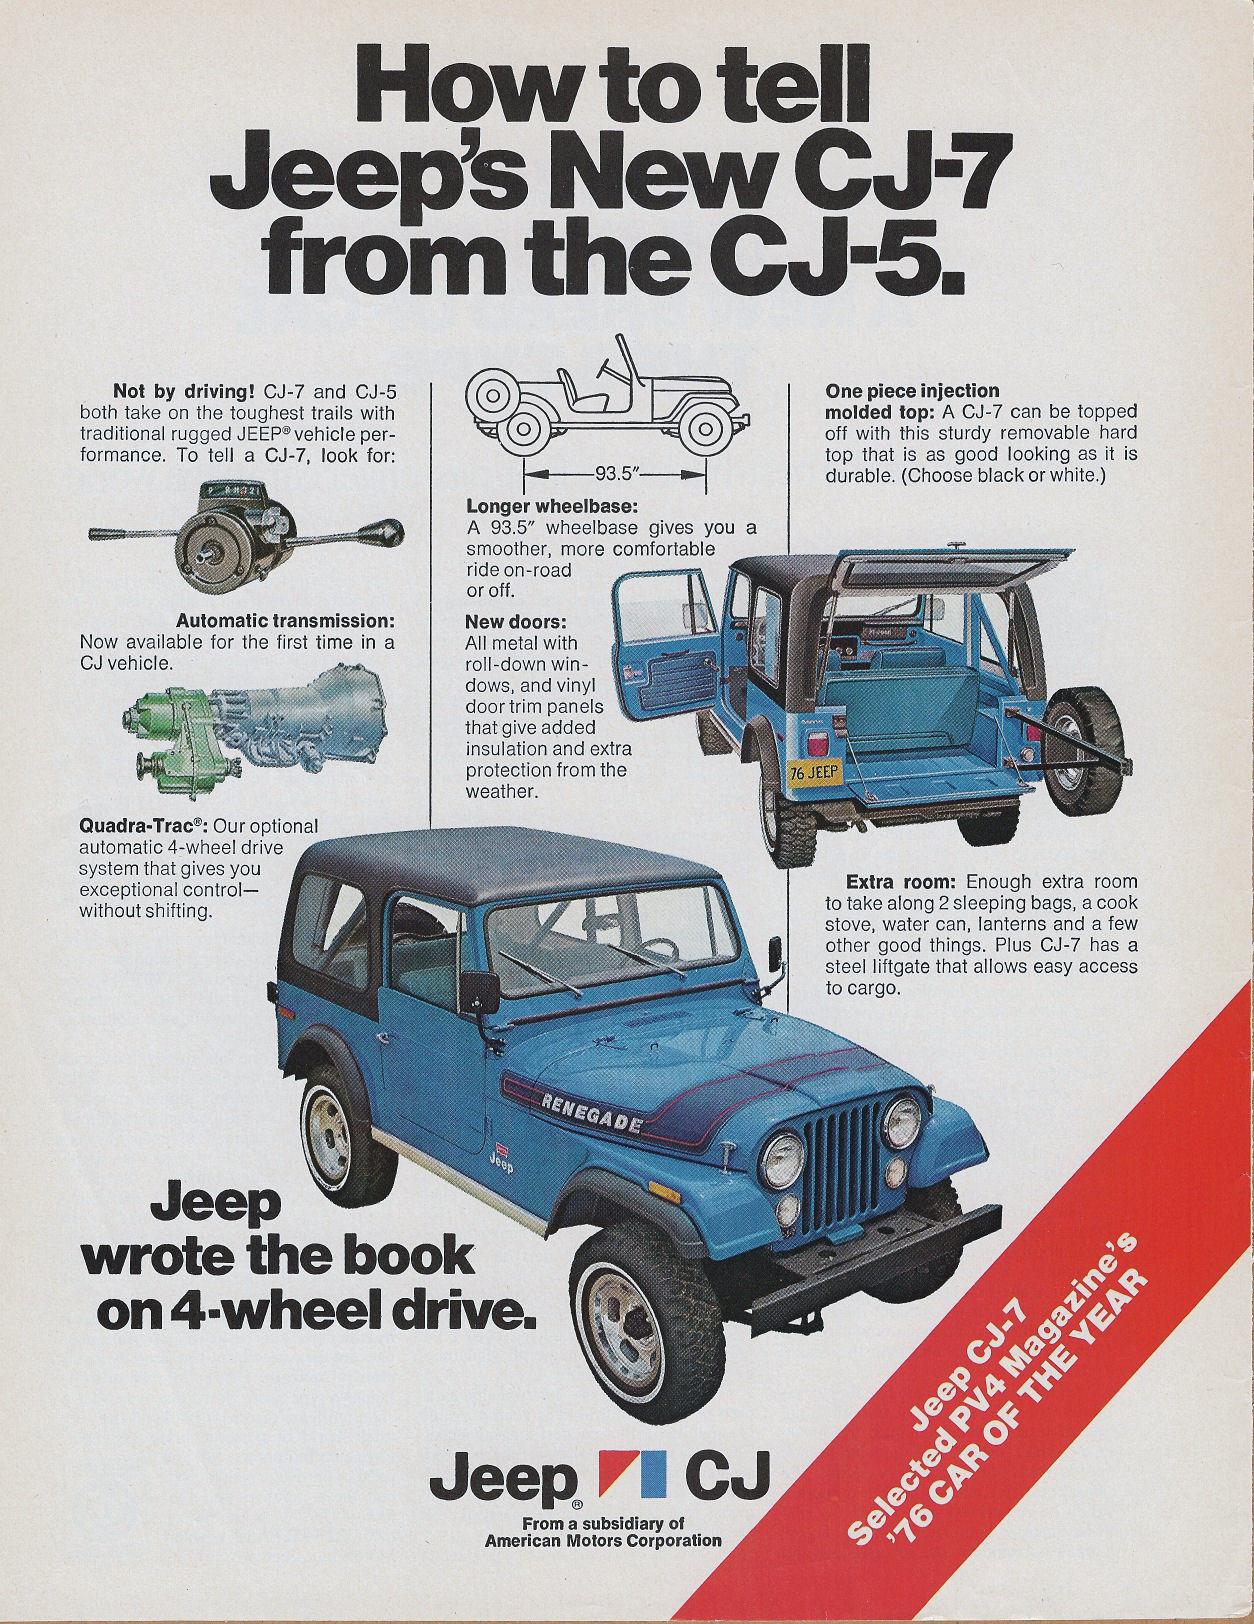 How to tell
Jeep's New CJ-7
from the CJ-5.
Not by driving! CJ-7 and CJ-5
both take on the toughest trails with
traditional rugged JEEP® vehicle per-
formance. To tell a CJ-7, look for:
Automatic transmission:
Now available for the first time in a
CJ vehicle.
Quadra-Trac®: Our optional
automatic 4-wheel drive
system that gives you
exceptional control—
without shifting.
93.5"
Longer wheelbase:
A 93.5" wheelbase gives you a
smoother, more comfortable
ride on-road
or off.
New doors:
All metal with
roll-down win-
dows, and vinyl
door trim panels
that give added
insulation and extra
protection from the
weather.
One piece injection
molded top: A CJ-7 can be topped
off with this sturdy removable hard
top that is as good looking as it is
durable. (Choose black or white.)
76 JEEP
Extra room: Enough extra room
to take along 2 sleeping bags, a cook
stove, water can, lanterns and a few
other good things. Plus CJ-7 has a
steel liftgate that allows easy access
to cargo.
RENEGADE
Jeep
Jeep
wrote the book
on 4-wheel drive.
Jeep® CJ
From a subsidiary of
American Motors Corporation
Jeep CJ-7
Selected PV4 Magazine's
'76 CAR OF THE YEAR